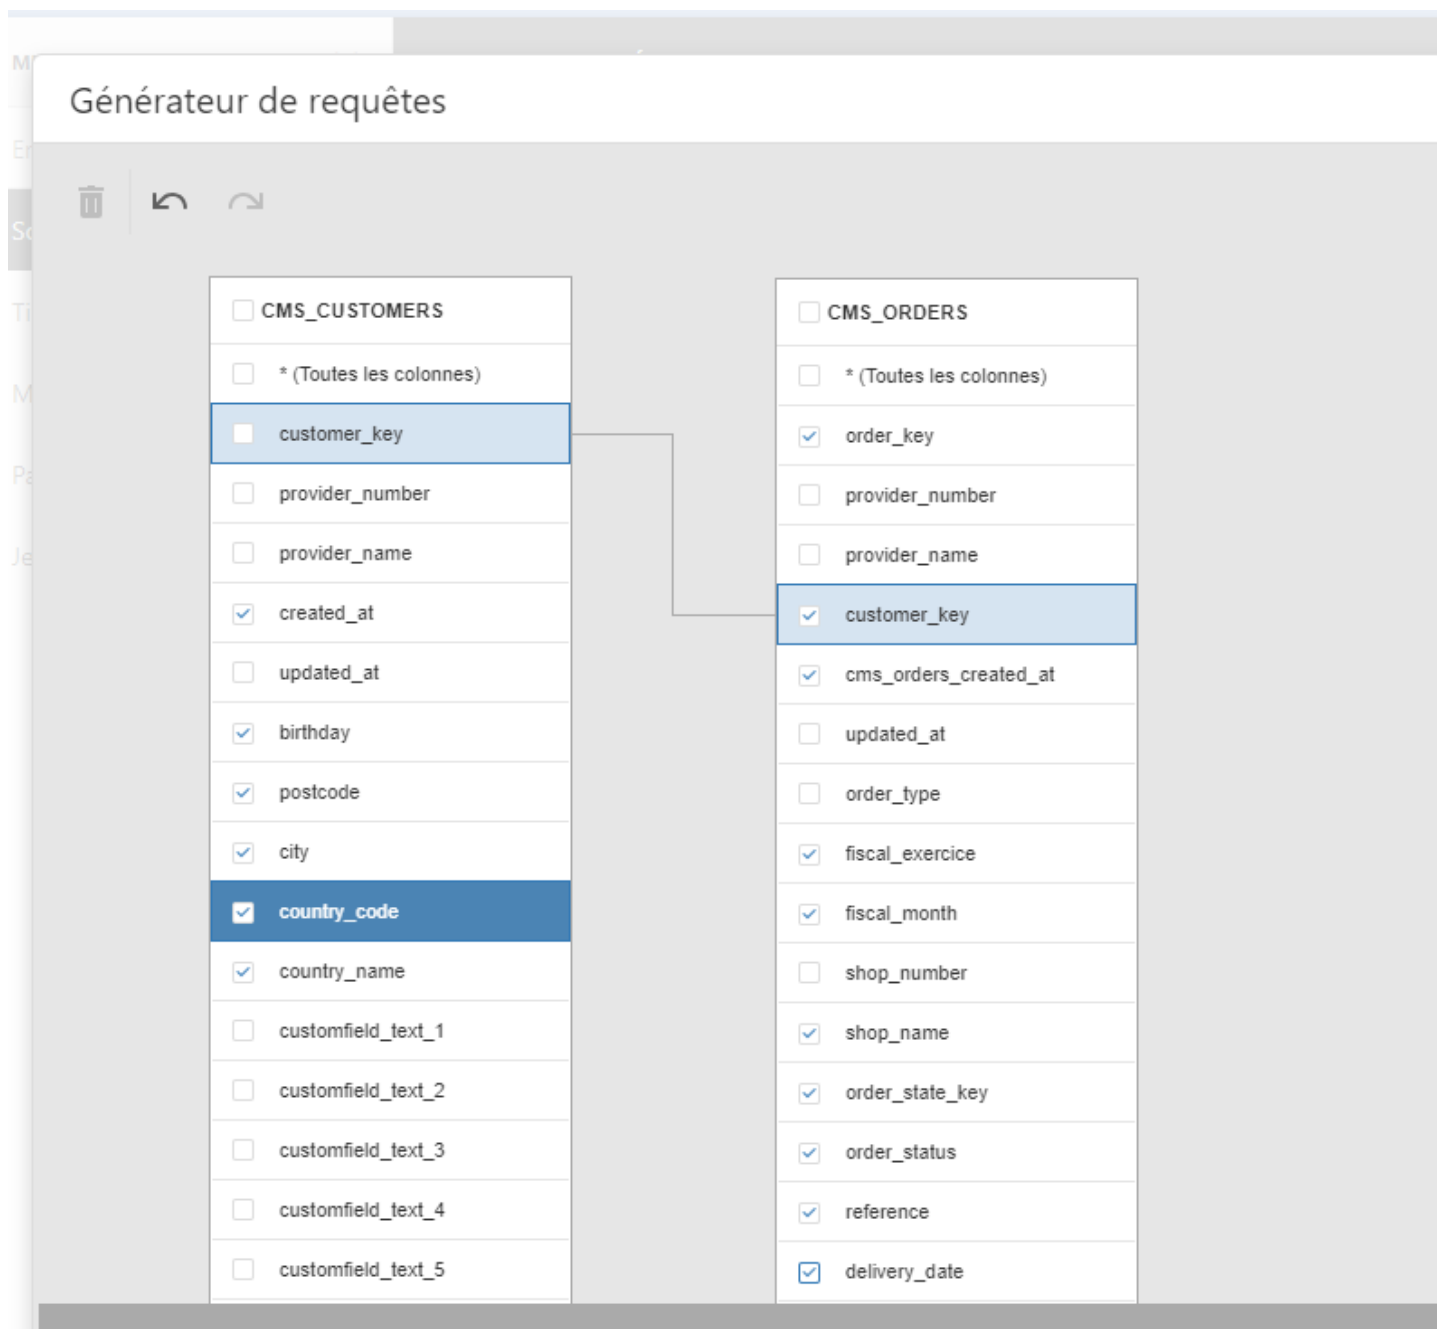 Générateur de requêtes
CMS_CUSTOMERS
* (Toutes les colonnes)
customer_key
provider_number
provider_name
created_at
updated_at
birthday
postcode
city
country_code
country_name
customfield_text_1
customfield_text_2
customfield_text_3
customfield_text_4
customfield_text_5
CMS_ORDERS
* (Toutes les colonnes)
order_key
provider_number
provider_name
customer_key
cms_orders_created_at
updated_at
order_type
fiscal_exercice
fiscal_month
shop_number
shop_name
order_state_key
order_status
reference
delivery_date